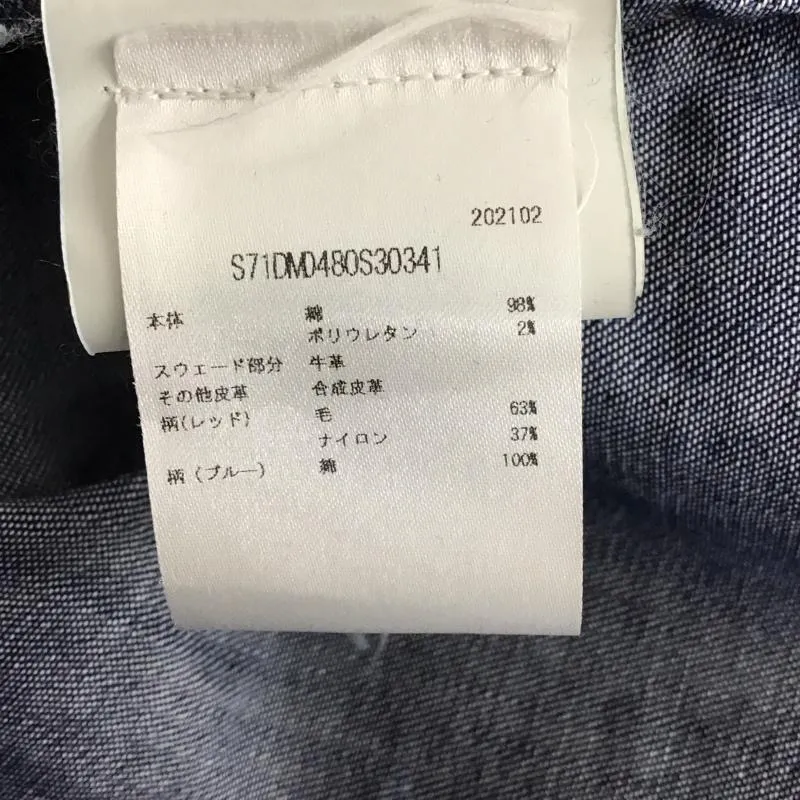 202102
S71DM0480S30341
本体 綿 98%
ポリウレタン 2%
スウェード部分 牛革
その他皮革 合成皮革
柄(レッド) 毛 63%
ナイロン 37%
柄(ブルー) 綿 100%